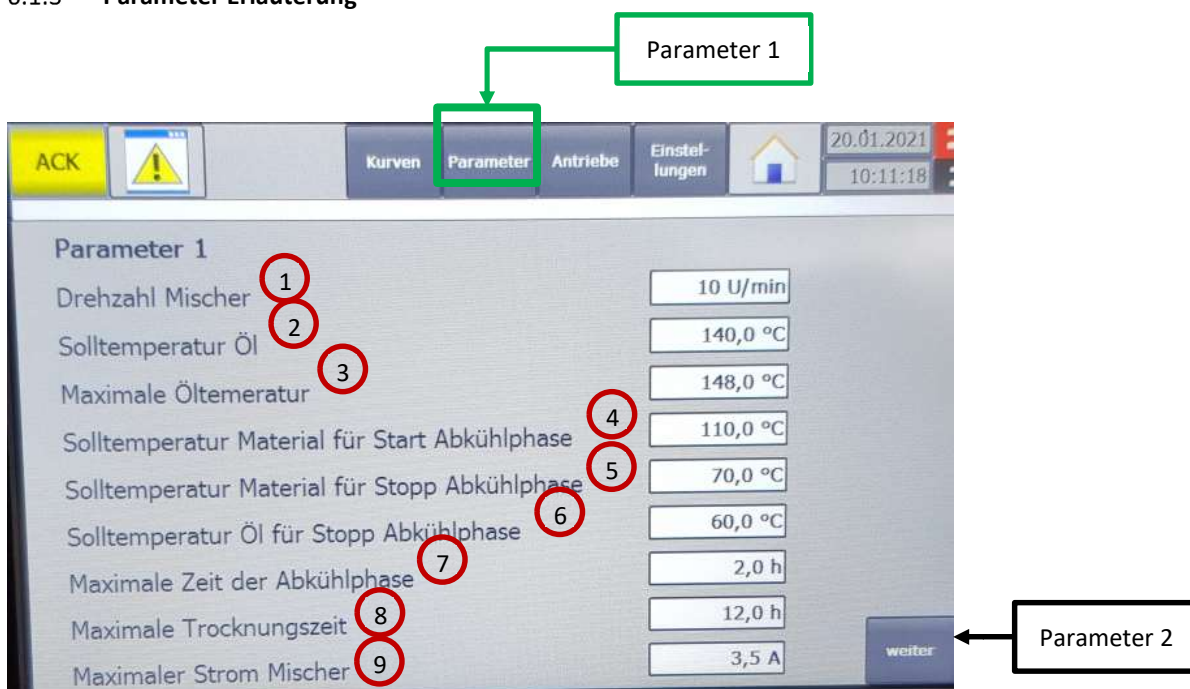 Parameter Erläuterung
Parameter 1
ACK
Kurven
Parameter
Antriebe
Einstel-
lungen
20.01.2021
10:11:18
Parameter 1
Drehzahl Mischer 1 10 U/min
Solltemperatur Öl 2 140,0 °C
Maximale Öltemeratur 3 148,0 °C
Solltemperatur Material für Start Abkühlphase 4 110,0 °C
Solltemperatur Material für Stopp Abkühlphase 5 70,0 °C
Solltemperatur Öl für Stopp Abkühlphase 6 60,0 °C
Maximale Zeit der Abkühlphase 7 2,0 h
Maximale Trocknungszeit 8 12,0 h
Maximaler Strom Mischer 9 3,5 A
weiter
Parameter 2